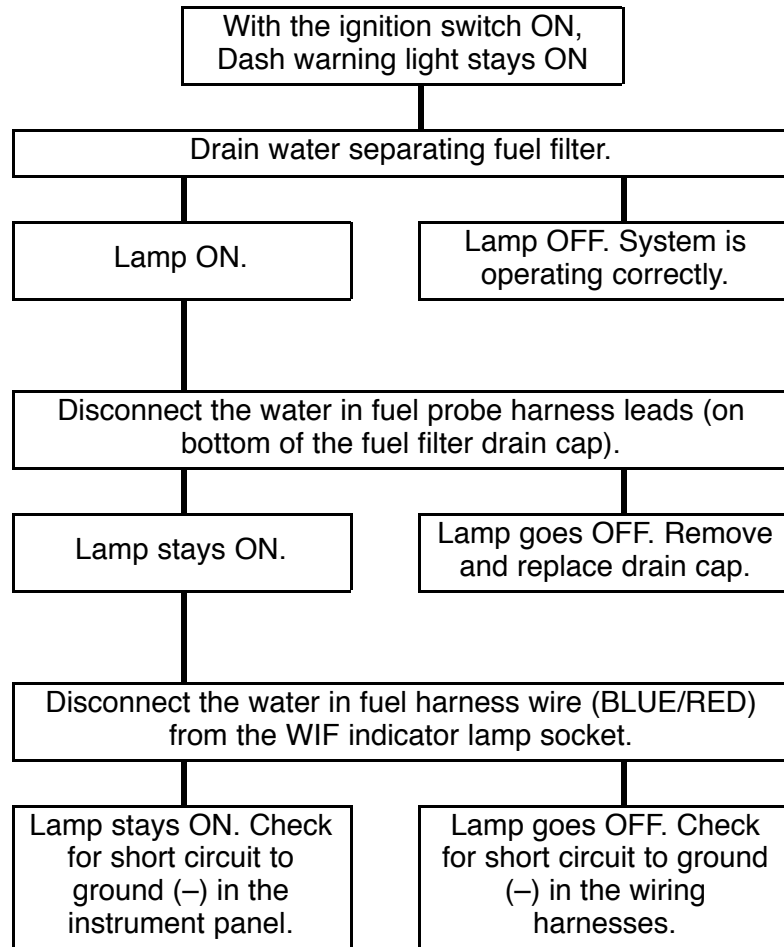 With the ignition switch ON,
Dash warning light stays ON
Drain water separating fuel filter.
Lamp ON.
Lamp OFF. System is
operating correctly.
Disconnect the water in fuel probe harness leads (on
bottom of the fuel filter drain cap).
Lamp stays ON.
Lamp goes OFF. Remove
and replace drain cap.
Disconnect the water in fuel harness wire (BLUE/RED)
from the WIF indicator lamp socket.
Lamp stays ON. Check
for short circuit to
ground (–) in the
instrument panel.
Lamp goes OFF. Check
for short circuit to ground
(–) in the wiring
harnesses.